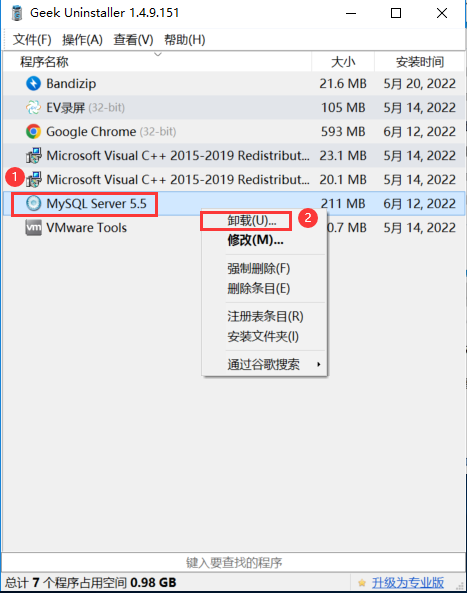 Geek Uninstaller 1.4.9.151
文件(F) 操作(A) 查看(V) 帮助(H)
程序名称 大小 安装时间
Bandizip 21.6 MB 5月 20, 2022
EV录屏 (32-bit) 105 MB 5月 14, 2022
Google Chrome (32-bit) 593 MB 6月 12, 2022
Microsoft Visual C++ 2015-2019 Redistribut... 23.1 MB 5月 14, 2022
1 Microsoft Visual C++ 2015-2019 Redistribut... 20.1 MB 5月 14, 2022
MySQL Server 5.5 211 MB 6月 12, 2022
卸载(U)... 2
vm VMware Tools 0.7 MB 5月 14, 2022
修改(M)...
强制删除(F)
删除条目(E)
注册表条目(R)
安装文件夹(I)
通过谷歌搜索
键入要查找的程序
总计 7 个程序占用空间 0.98 GB 升级为专业版